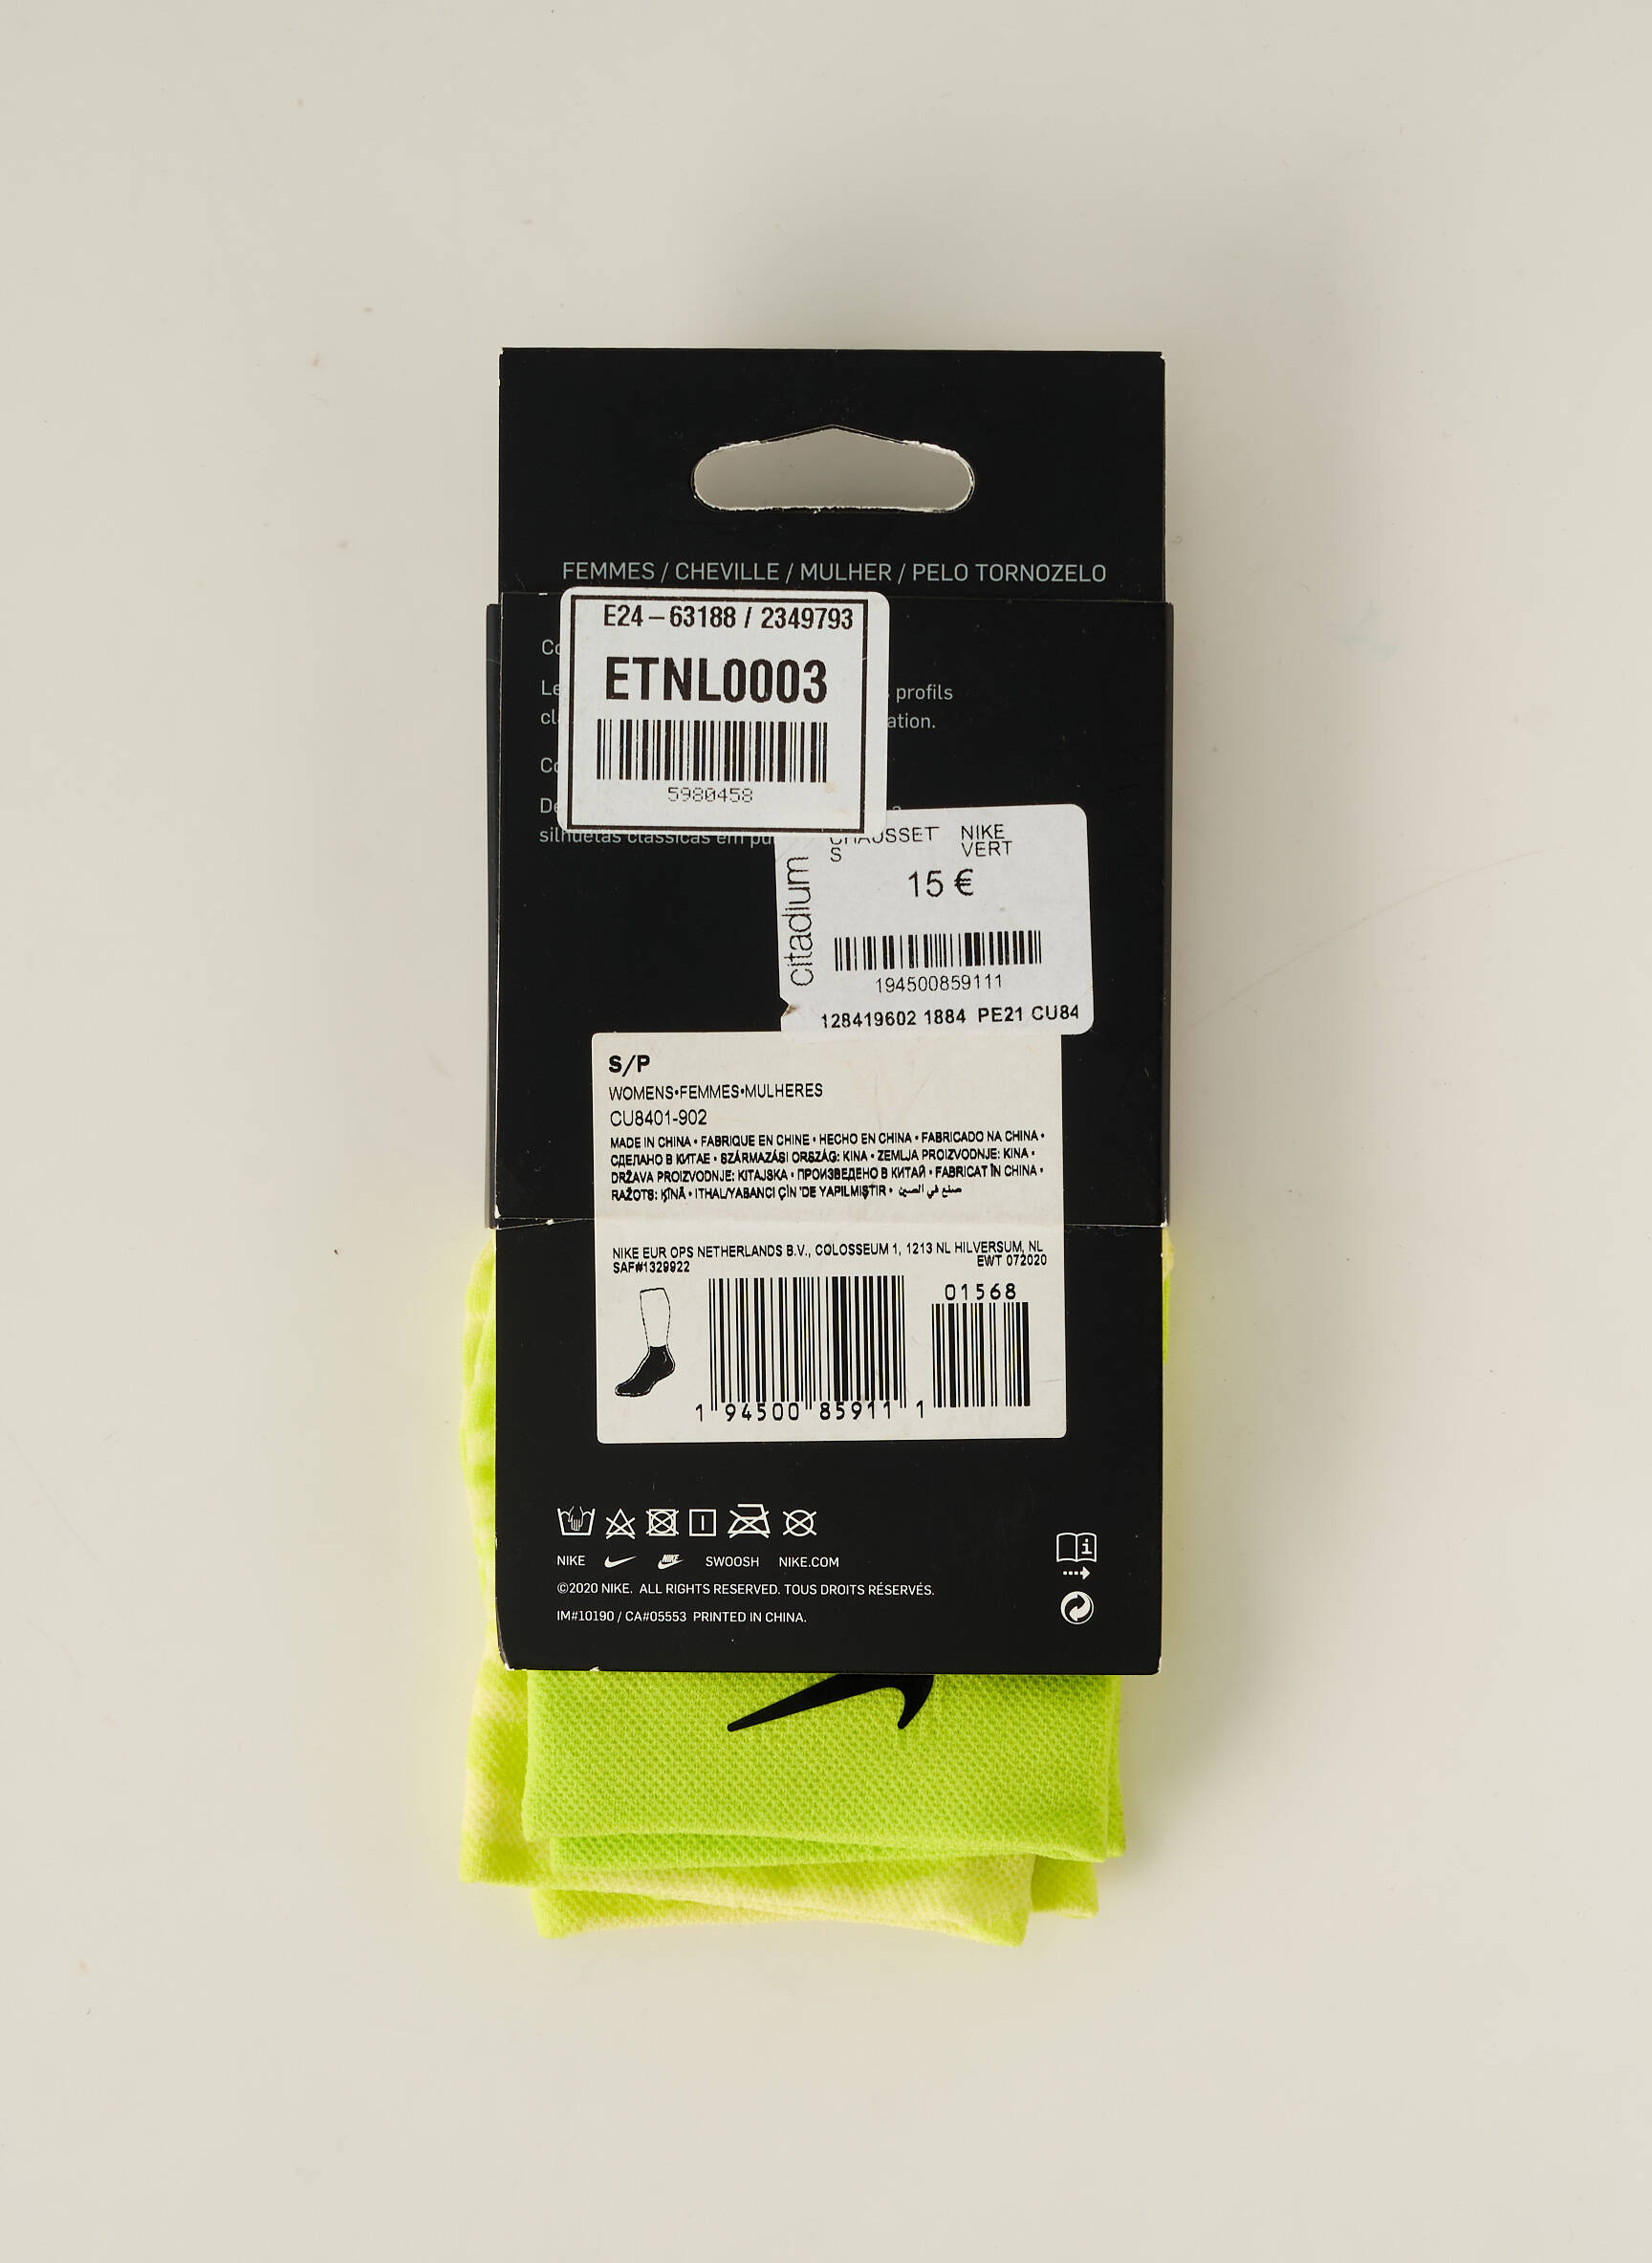 FEMMES / CHEVILLE / MULHER / PELO TORNOZELO
E24 – 63188 / 2349793
ETNL0003
5980458
profils
silhuetas clássicas em
CHAUSSET NIKE
S VERT
15 €
citadium
194500859111
128419602 1884 PE21 CU84
S/P
WOMENS•FEMMES•MULHERES
CU8401-902
MADE IN CHINA • FABRIQUE EN CHINE • HECHO EN CHINA • FABRICADO NA CHINA •
СДЕЛАНО В КИТАЕ • SZÁRMAZÁSI ORSZÁG: KINA • ZEMLJA PROIZVODNJE: KINA •
DRŽAVA PROIZVODNJE: KITAJSKA • ПРОИЗВЕДЕНО В КИТАЙ • FABRICAT ÎN CHINA •
RAŽOTS: ĶĪNĀ • ITHAL/YABANCI ÇİN 'DE YAPILMIŞTIR • صنع في الصين
NIKE EUR OPS NETHERLANDS B.V., COLOSSEUM 1, 1213 NL HILVERSUM, NL
SAF#1329922 EWT 072020
01568
1 94500 85911 1
NIKE NIKE SWOOSH NIKE.COM
©2020 NIKE. ALL RIGHTS RESERVED. TOUS DROITS RÉSERVÉS.
IM#10190 / CA#05553 PRINTED IN CHINA.